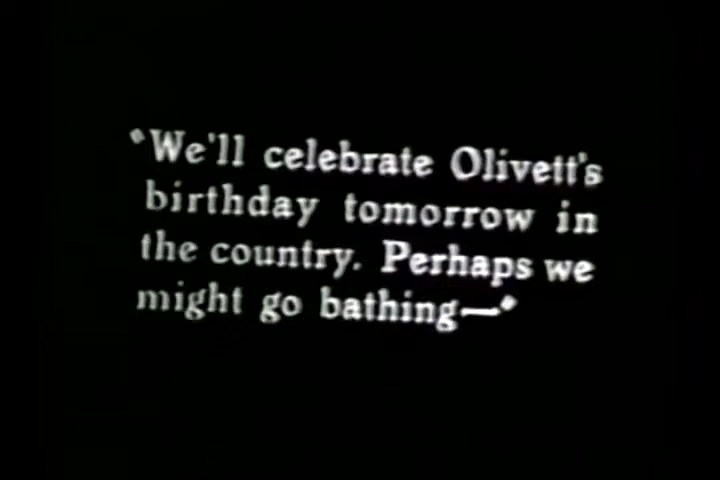 "We'll celebrate Olivett's
birthday tomorrow in
the country. Perhaps we
might go bathing—"